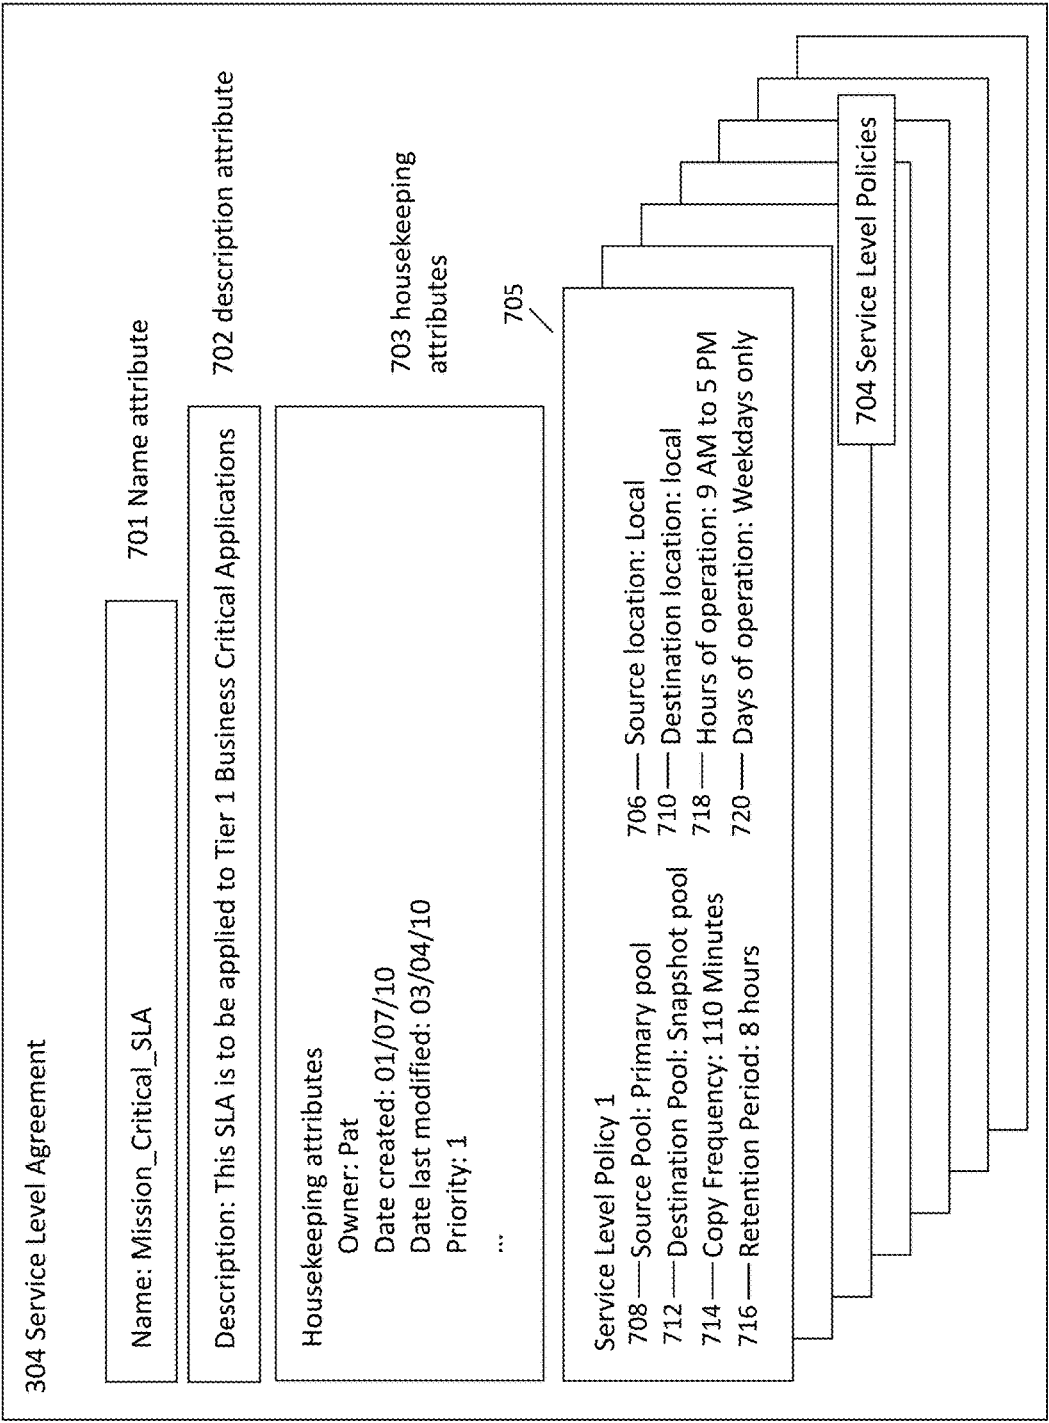 304 Service Level Agreement
Name: Mission_Critical_SLA
701 Name attribute
Description: This SLA is to be applied to Tier 1 Business Critical Applications
702 description attribute
Housekeeping attributes
Owner: Pat
Date created: 01/07/10
Date last modified: 03/04/10
Priority: 1
...
703 housekeeping
attributes
705
Service Level Policy 1
708 Source Pool: Primary pool
712 Destination Pool: Snapshot pool
714 Copy Frequency: 110 Minutes
716 Retention Period: 8 hours
706 Source location: Local
710 Destination location: local
718 Hours of operation: 9 AM to 5 PM
720 Days of operation: Weekdays only
704 Service Level Policies